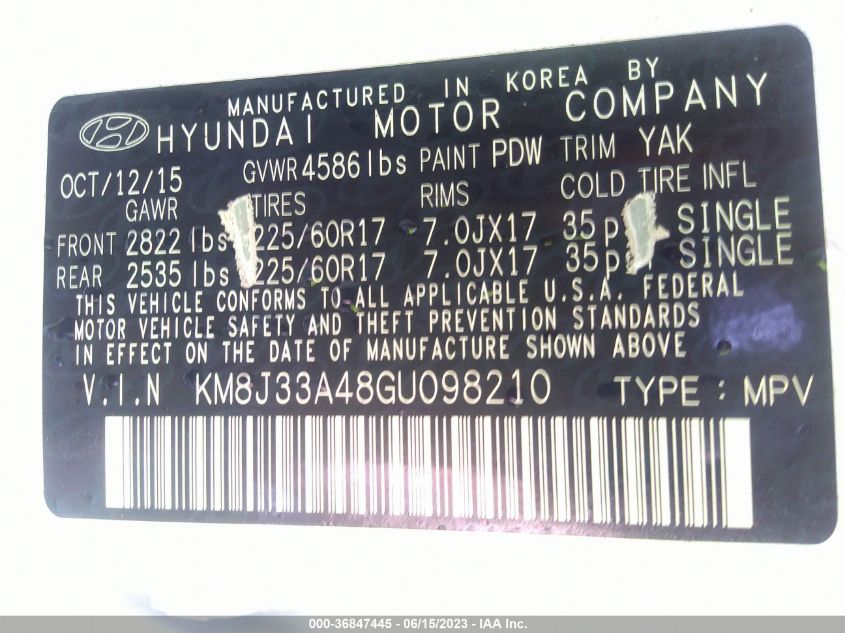 MANUFACTURED IN KOREA BY
HYUNDAI MOTOR COMPANY
OCT/12/15 GVWR 4586 lbs PAINT PDW TRIM YAK
GAWR TIRES RIMS COLD TIRE INFL
FRONT 2822 lbs 225/60R17 7.0JX17 35 p SINGLE
REAR 2535 lbs 225/60R17 7.0JX17 35 p SINGLE
THIS VEHICLE CONFORMS TO ALL APPLICABLE U.S.A. FEDERAL
MOTOR VEHICLE SAFETY AND THEFT PREVENTION STANDARDS
IN EFFECT ON THE DATE OF MANUFACTURE SHOWN ABOVE
V.I.N KM8J33A48GU098210 TYPE : MPV
000-36847445 - 06/15/2023 - IAA Inc.